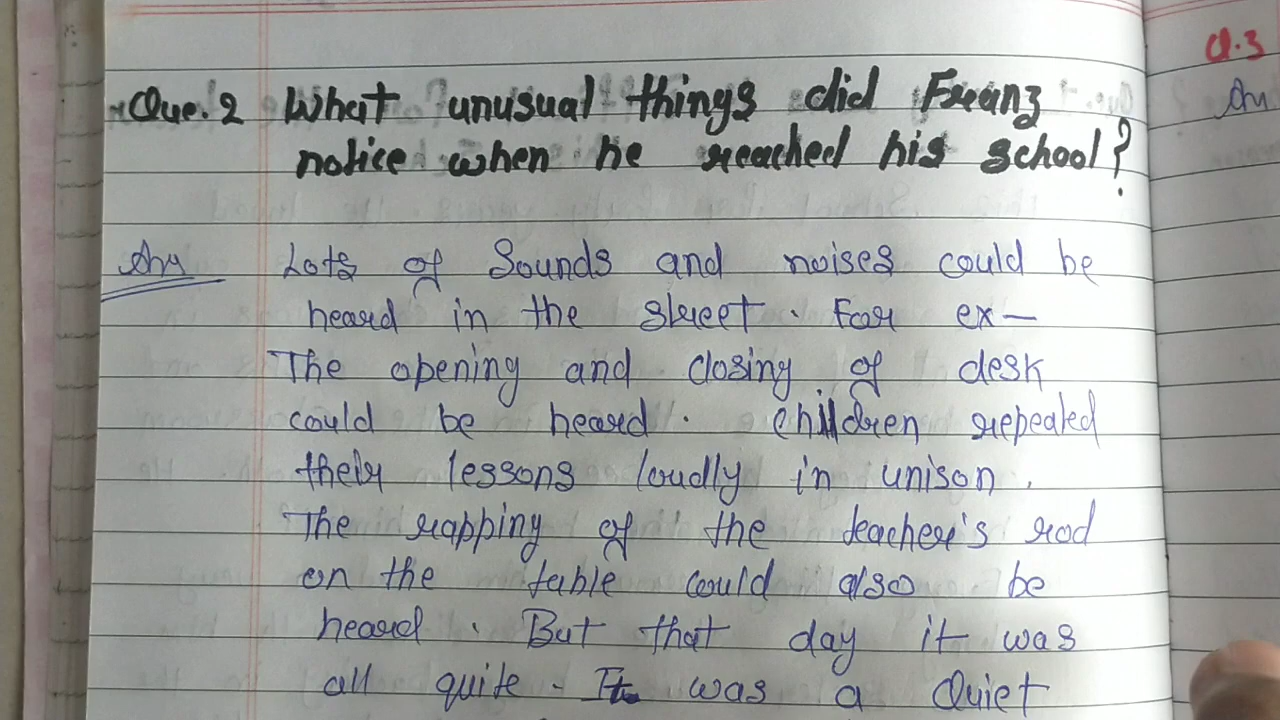 Que. 2 What unusual things did Franz
notice when he reached his school?
Ans Lots of Sounds and noises could be
heard in the street. For ex –
The opening and closing of desk
could be heard. children repeated
their lessons loudly in unison.
The rapping of the teacher's rod
on the table could also be
heard. But that day it was
all quite. It was a Quiet
Q.3
Ans